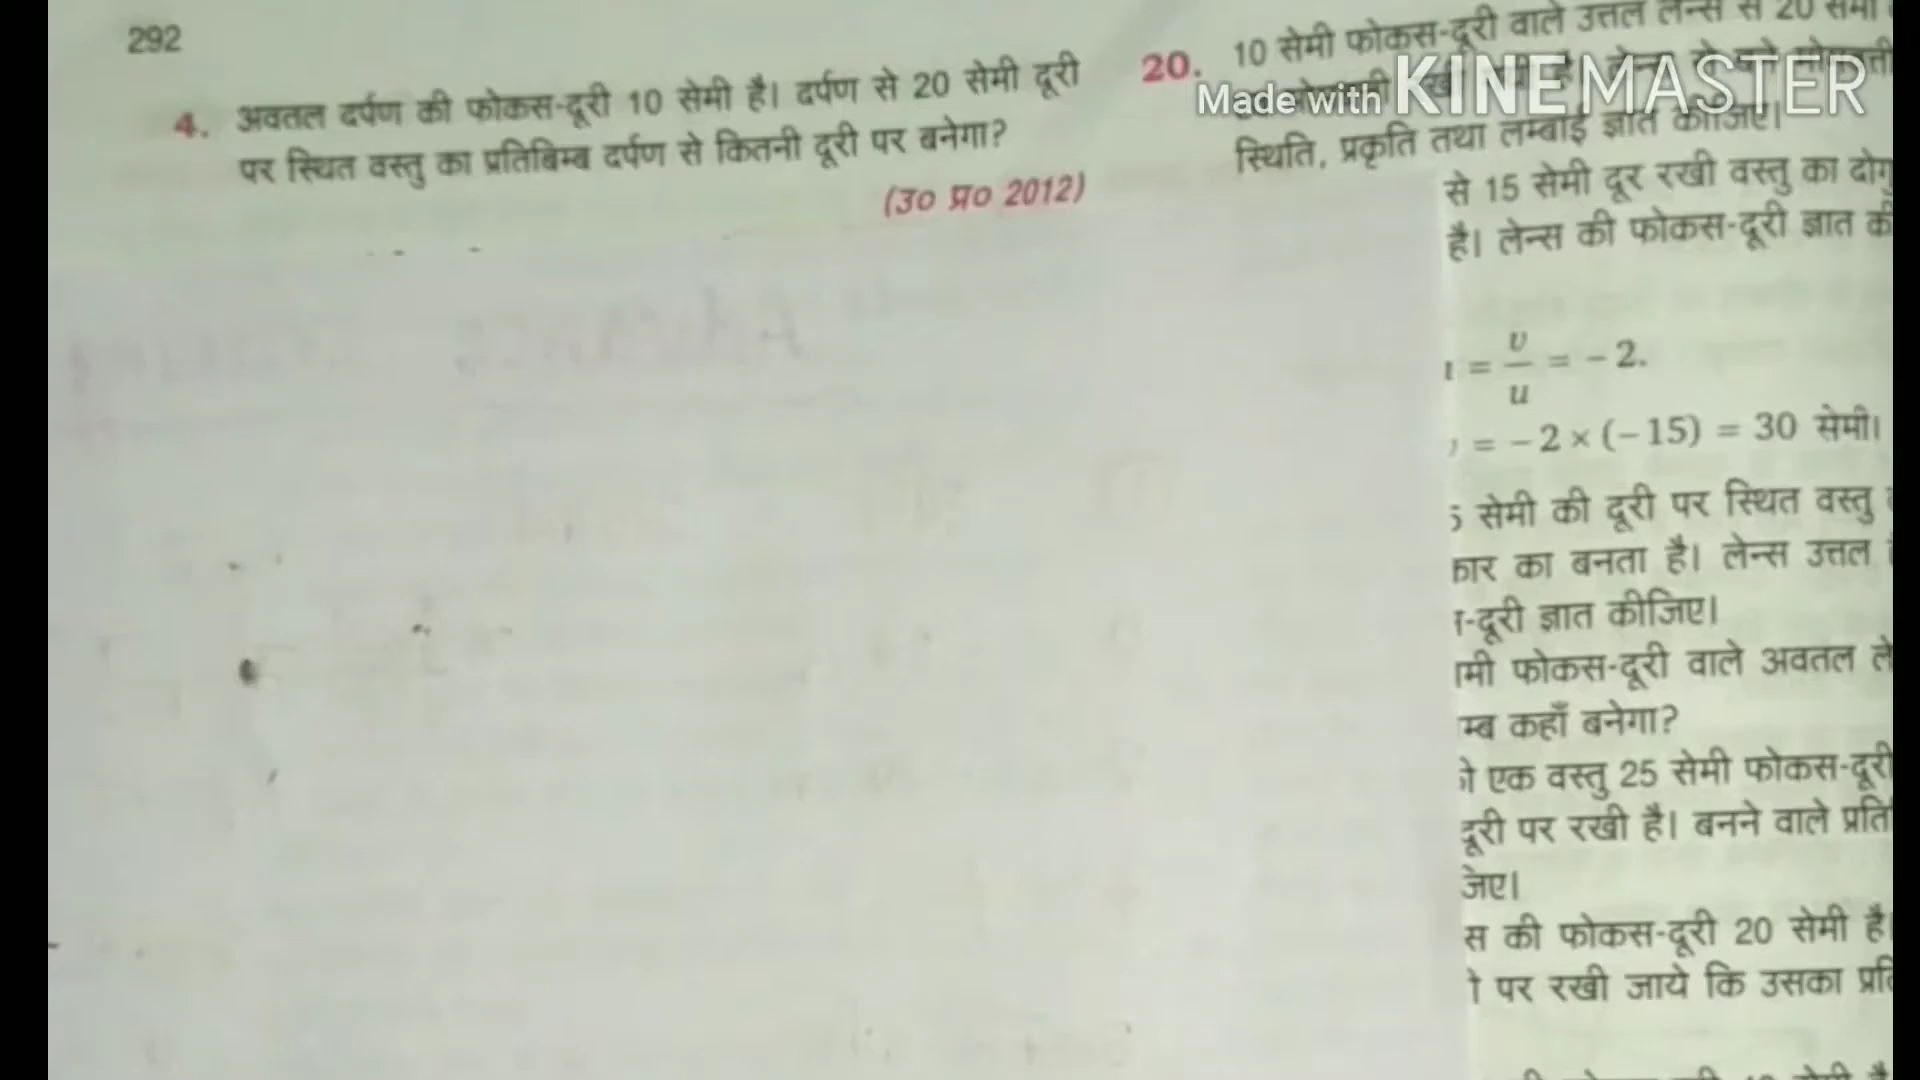 292
4. अवतल दर्पण की फोकस-दूरी 10 सेमी है। दर्पण से 20 सेमी दूरी
पर स्थित वस्तु का प्रतिबिम्ब दर्पण से कितनी दूरी पर बनेगा?
(उ० प्र० 2012)
20. 10 सेमी फोकस-दूरी वाले उत्तल लेन्स से 20 सेमी
Made with KINEMASTER
स्थिति, प्रकृति तथा लम्बाई ज्ञात कीजिए।
से 15 सेमी दूर रखी वस्तु का
है। लेन्स की फोकस-दूरी ज्ञात
= v/u = - 2.
= - 2 × (- 15) = 30 सेमी।
सेमी की दूरी पर स्थित वस्तु
का बनता है। लेन्स उत्तल
-दूरी ज्ञात कीजिए।
फोकस-दूरी वाले अवतल
कहाँ बनेगा?
एक वस्तु 25 सेमी फोकस-दूरी
दूरी पर रखी है। बनने वाले
की फोकस-दूरी 20 सेमी है।
पर रखी जाये कि उसका